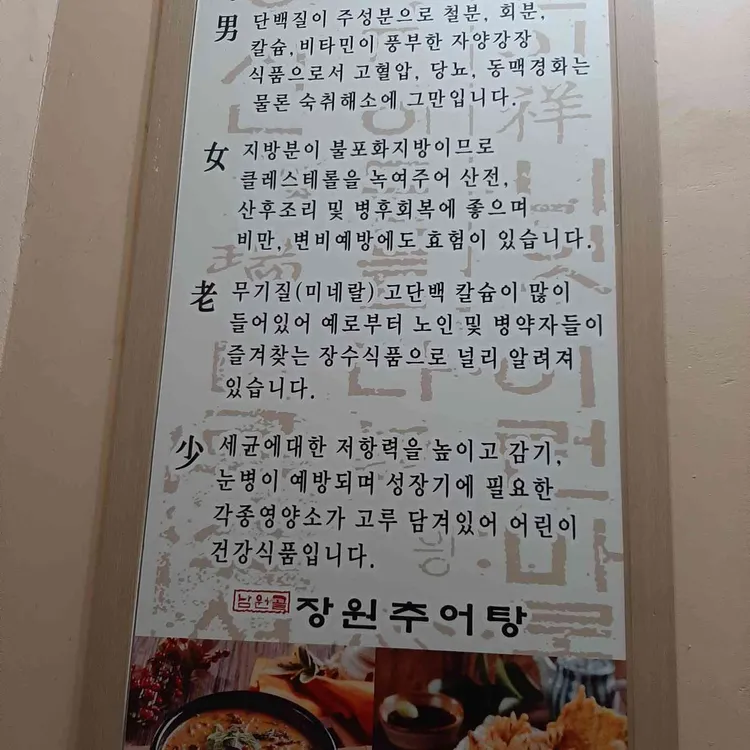 男 단백질이 주성분으로 철분, 회분,
칼슘, 비타민이 풍부한 자양강장
식품으로서 고혈압, 당뇨, 동맥경화는
물론 숙취해소에 그만입니다.
女 지방분이 불포화지방이므로
클레스테롤을 녹여주어 산전,
산후조리 및 병후회복에 좋으며
비만, 변비예방에도 효험이 있습니다.
老 무기질(미네랄) 고단백 칼슘이 많이
들어있어 예로부터 노인 및 병약자들이
즐겨찾는 장수식품으로 널리 알려져
있습니다.
少 세균에대한 저항력을 높이고 감기,
눈병이 예방되며 성장기에 필요한
각종영양소가 고루 담겨있어 어린이
건강식품입니다.
남원골 장원추어탕